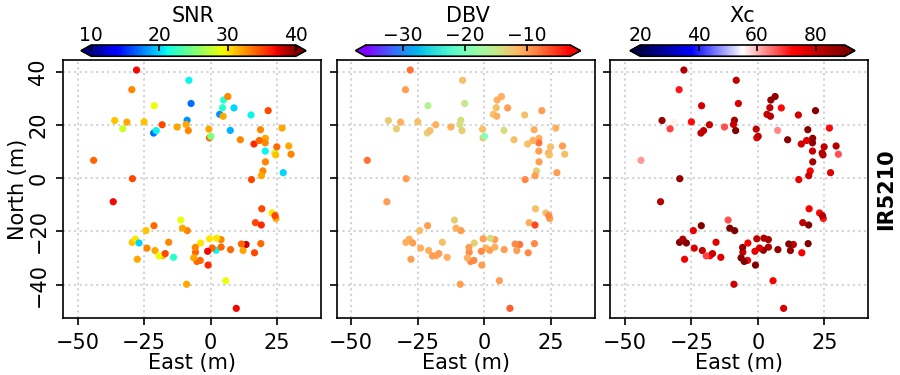 SNR DBV Xc
10 20 30 40 −30 −20 −10 20 40 60 80
40
20
0
−20
−40
North (m)
IR5210
−50 −25 0 25 −50 −25 0 25 −50 −25 0 25
East (m) East (m) East (m)